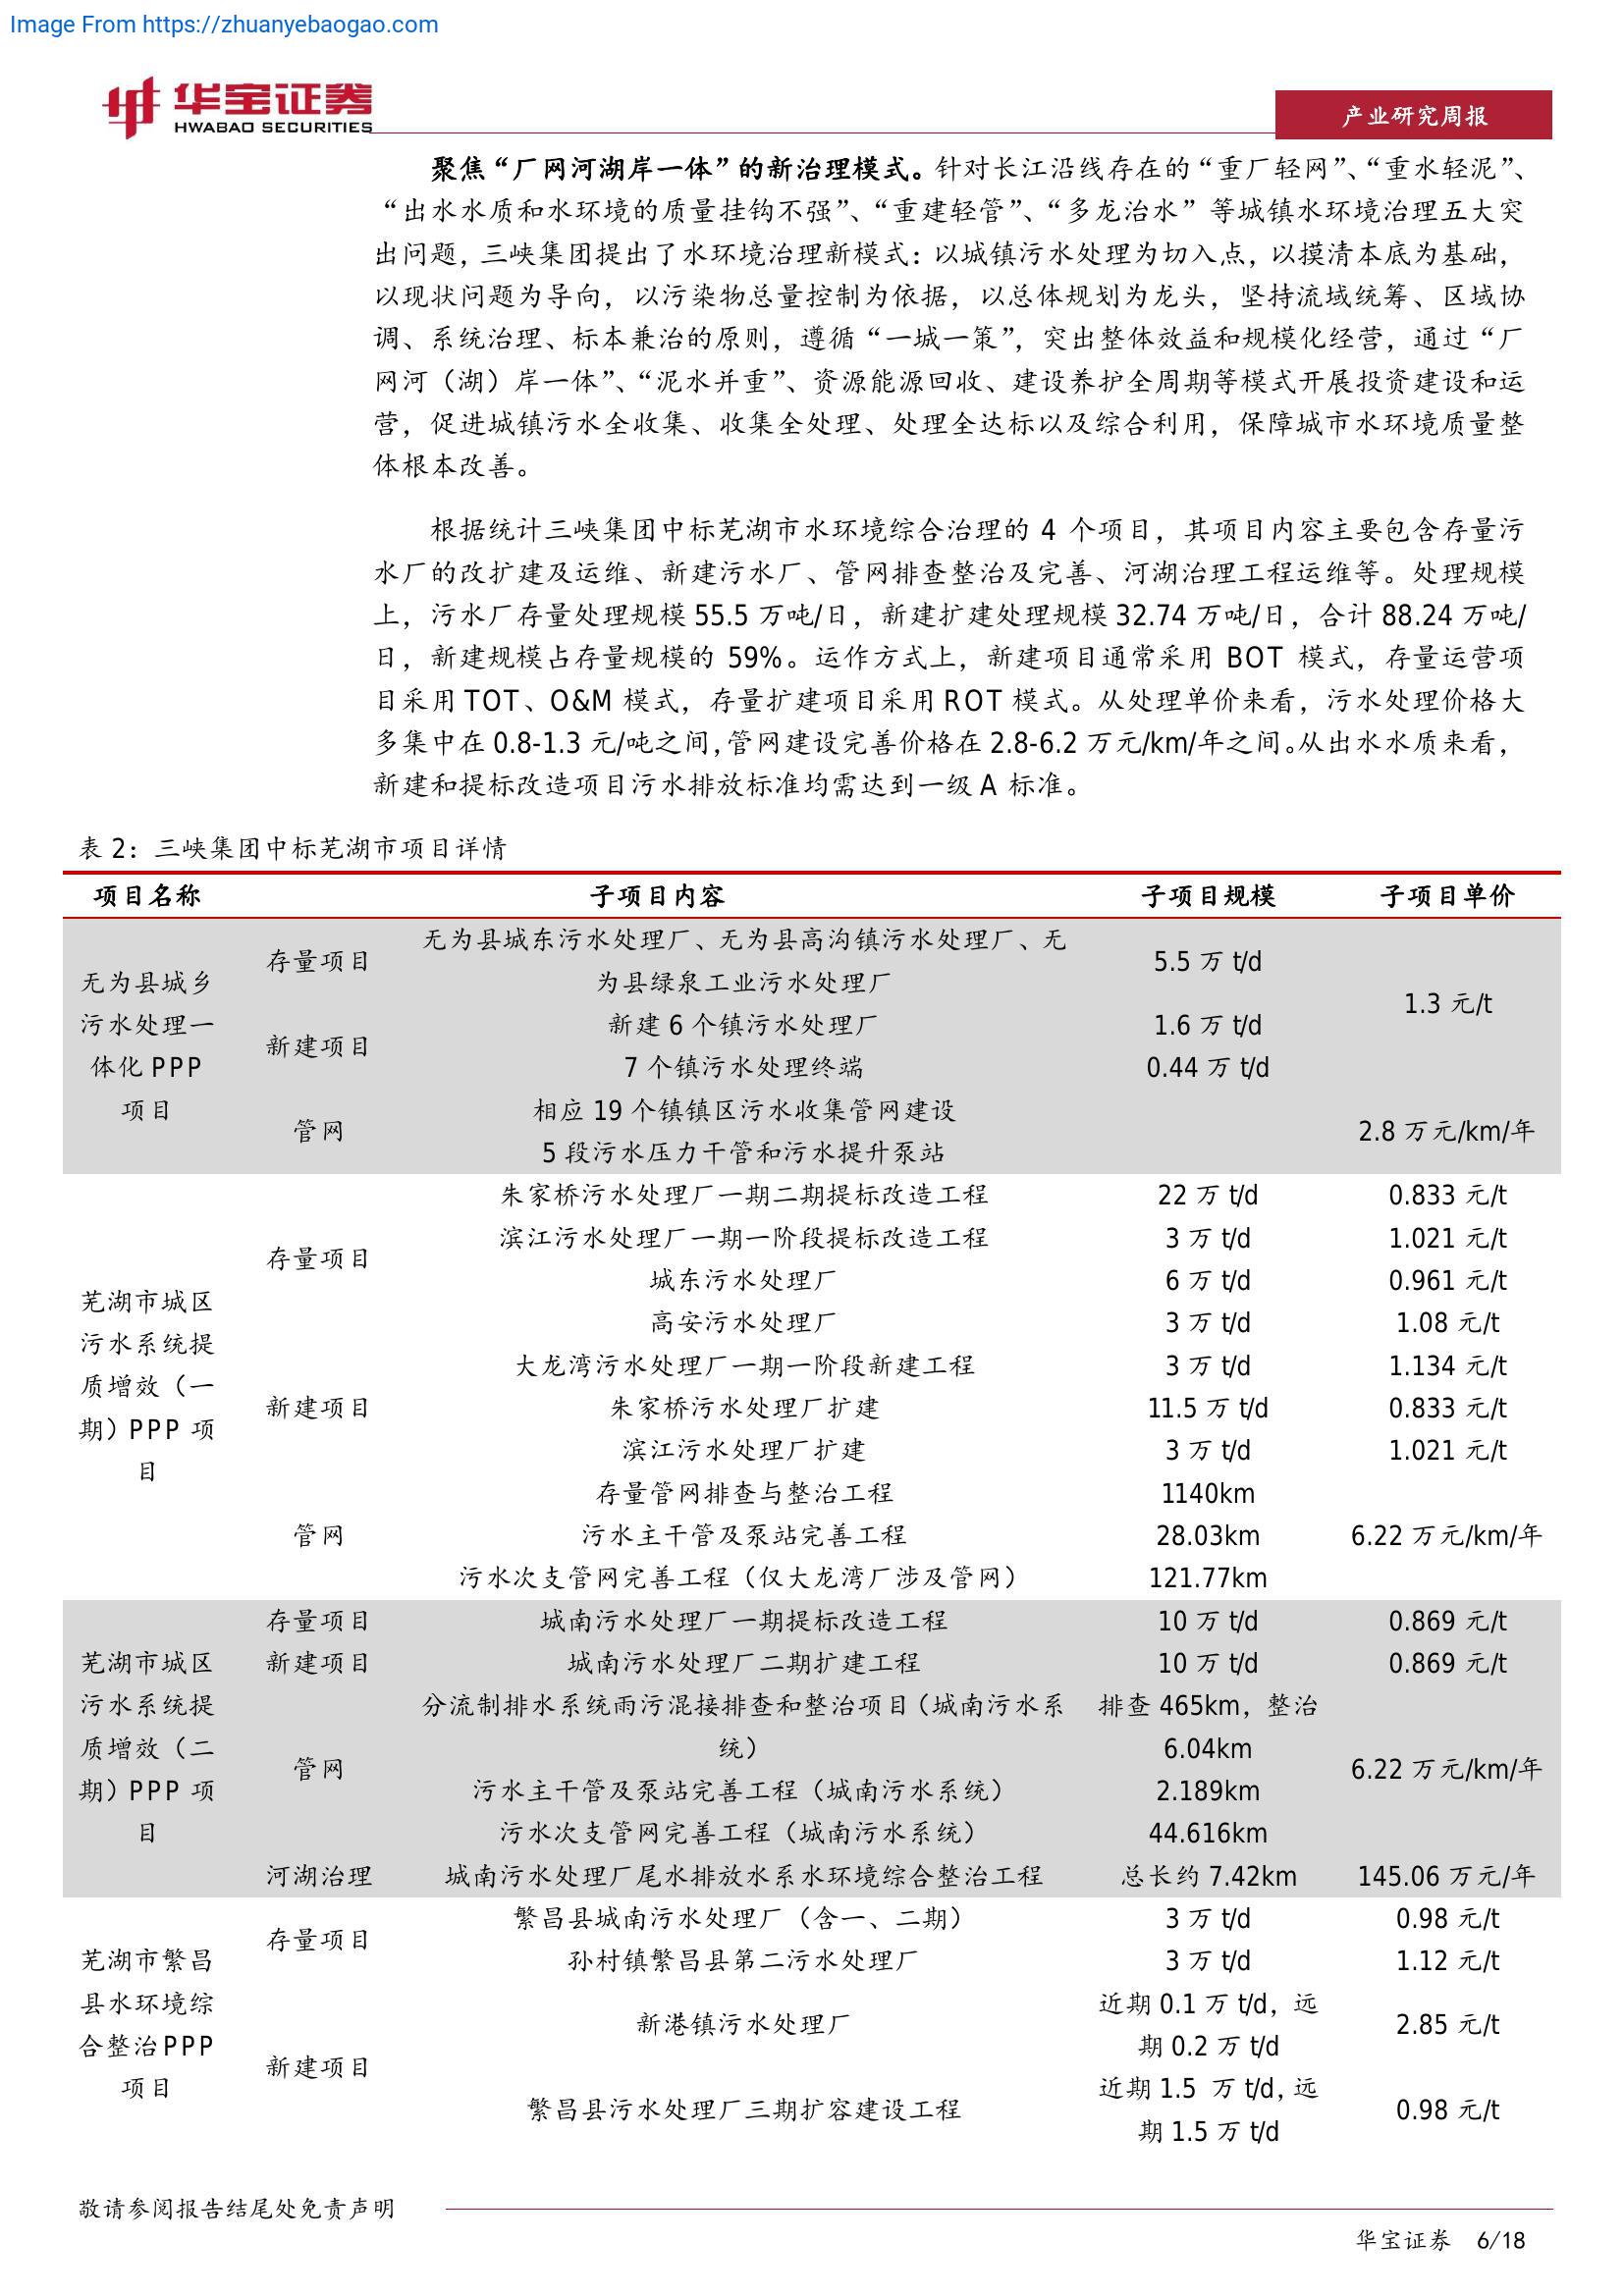 Image From https://zhuanyebaogao.com
华宝证券
HWABAO SECURITIES
产业研究周报
聚焦“厂网河湖岸一体”的新治理模式。针对长江沿线存在的“重厂轻网”、“重水轻泥”、
“出水水质和水环境的质量挂钩不强”、“重建轻管”、“多龙治水”等城镇水环境治理五大突
出问题，三峡集团提出了水环境治理新模式：以城镇污水处理为切入点，以摸清本底为基础，
以现状问题为导向，以污染物总量控制为依据，以总体规划为龙头，坚持流域统筹、区域协
调、系统治理、标本兼治的原则，遵循“一城一策”，突出整体效益和规模化经营，通过“厂
网河（湖）岸一体”、“泥水并重”、资源能源回收、建设养护全周期等模式开展投资建设和运
营，促进城镇污水全收集、收集全处理、处理全达标以及综合利用，保障城市水环境质量整
体根本改善。
根据统计三峡集团中标芜湖市水环境综合治理的 4 个项目，其项目内容主要包含存量污
水厂的改扩建及运维、新建污水厂、管网排查整治及完善、河湖治理工程运维等。处理规模
上，污水厂存量处理规模 55.5 万吨/日，新建扩建处理规模 32.74 万吨/日，合计 88.24 万吨/
日，新建规模占存量规模的 59%。运作方式上，新建项目通常采用 BOT 模式，存量运营项
目采用 TOT、O&M 模式，存量扩建项目采用 ROT 模式。从处理单价来看，污水处理价格大
多集中在 0.8-1.3 元/吨之间，管网建设完善价格在 2.8-6.2 万元/km/年之间。从出水水质来看，
新建和提标改造项目污水排放标准均需达到一级 A 标准。
表 2：三峡集团中标芜湖市项目详情
项目名称 子项目内容 子项目规模 子项目单价
无为县城乡
污水处理一
体化 PPP
项目
存量项目
无为县城东污水处理厂、无为县高沟镇污水处理厂、无
为县绿泉工业污水处理厂
5.5 万 t/d
1.3 元/t
新建项目
新建 6 个镇污水处理厂 1.6 万 t/d
7 个镇污水处理终端 0.44 万 t/d
管网
相应 19 个镇镇区污水收集管网建设
5 段污水压力干管和污水提升泵站
2.8 万元/km/年
芜湖市城区
污水系统提
质增效（一
期）PPP 项
目
存量项目
朱家桥污水处理厂一期二期提标改造工程 22 万 t/d 0.833 元/t
滨江污水处理厂一期一阶段提标改造工程 3 万 t/d 1.021 元/t
城东污水处理厂 6 万 t/d 0.961 元/t
高安污水处理厂 3 万 t/d 1.08 元/t
新建项目
大龙湾污水处理厂一期一阶段新建工程 3 万 t/d 1.134 元/t
朱家桥污水处理厂扩建 11.5 万 t/d 0.833 元/t
滨江污水处理厂扩建 3 万 t/d 1.021 元/t
管网
存量管网排查与整治工程 1140km
污水主干管及泵站完善工程 28.03km 6.22 万元/km/年
污水次支管网完善工程（仅大龙湾厂涉及管网） 121.77km
芜湖市城区
污水系统提
质增效（二
期）PPP 项
目
存量项目 城南污水处理厂一期提标改造工程 10 万 t/d 0.869 元/t
新建项目 城南污水处理厂二期扩建工程 10 万 t/d 0.869 元/t
管网
分流制排水系统雨污混接排查和整治项目（城南污水系
统）
排查 465km，整治
6.04km
污水主干管及泵站完善工程（城南污水系统） 2.189km
污水次支管网完善工程（城南污水系统） 44.616km
6.22 万元/km/年
河湖治理 城南污水处理厂尾水排放水系水环境综合整治工程 总长约 7.42km 145.06 万元/年
芜湖市繁昌
县水环境综
合整治 PPP
项目
存量项目
繁昌县城南污水处理厂（含一、二期） 3 万 t/d 0.98 元/t
孙村镇繁昌县第二污水处理厂 3 万 t/d 1.12 元/t
新建项目
新港镇污水处理厂
近期 0.1 万 t/d，远
期 0.2 万 t/d
2.85 元/t
繁昌县污水处理厂三期扩容建设工程
近期 1.5 万 t/d，远
期 1.5 万 t/d
0.98 元/t
敬请参阅报告结尾处免责声明
华宝证券 6/18